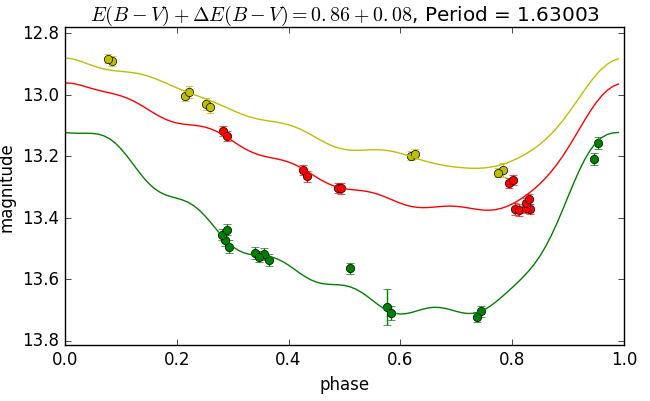 E(B − V) + ΔE(B − V) = 0.86 + 0.08, Period = 1.63003
magnitude
12.8
13.0
13.2
13.4
13.6
13.8
0.0 0.2 0.4 0.6 0.8 1.0
phase